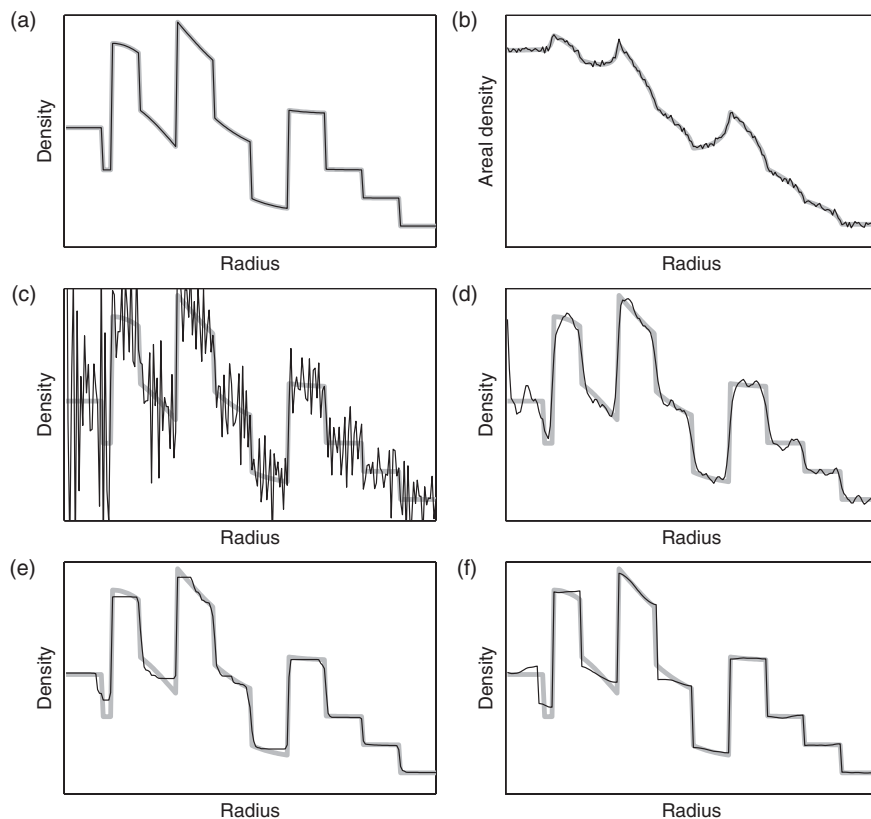 (a)
Density
Radius
(b)
Areal density
Radius
(c)
Density
Radius
(d)
Density
Radius
(e)
Density
Radius
(f)
Density
Radius